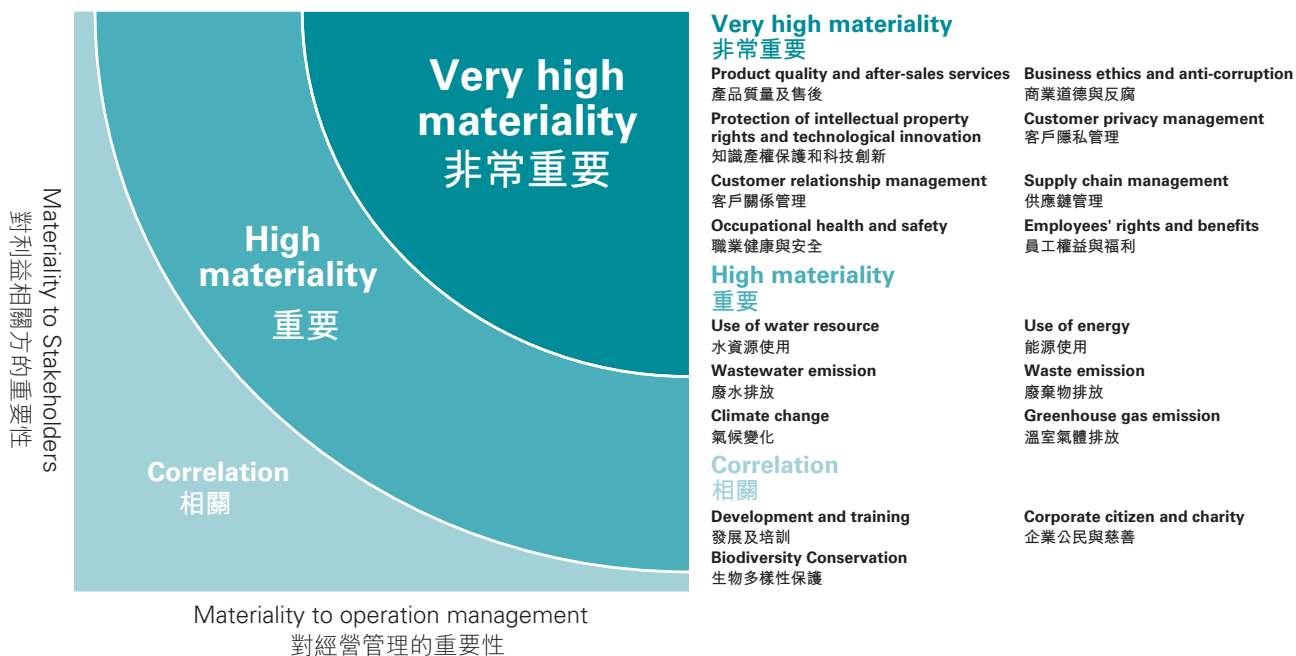 Very high
materiality
非常重要
High
materiality
重要
Correlation
相關
Materiality to Stakeholders
對利益相關方的重要性
Materiality to operation management
對經營管理的重要性
Very high materiality
非常重要
Product quality and after-sales services
產品質量及售後
Business ethics and anti-corruption
商業道德與反腐
Protection of intellectual property
rights and technological innovation
知識產權保護和科技創新
Customer privacy management
客戶隱私管理
Customer relationship management
客戶關係管理
Supply chain management
供應鏈管理
Occupational health and safety
職業健康與安全
Employees' rights and benefits
員工權益與福利
High materiality
重要
Use of water resource
水資源使用
Use of energy
能源使用
Wastewater emission
廢水排放
Waste emission
廢棄物排放
Climate change
氣候變化
Greenhouse gas emission
溫室氣體排放
Correlation
相關
Development and training
發展及培訓
Corporate citizen and charity
企業公民與慈善
Biodiversity Conservation
生物多樣性保護